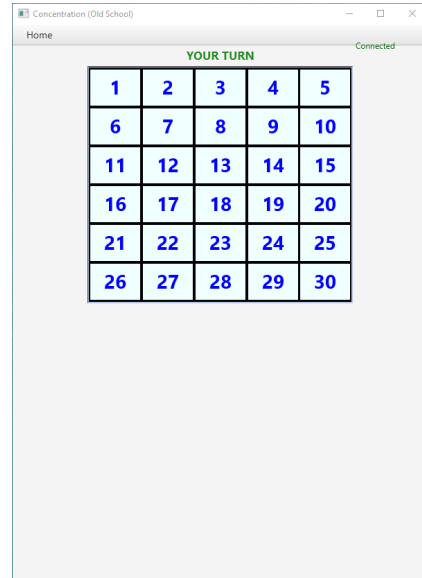 Concentration (Old School)
Home
Connected
YOUR TURN
1 2 3 4 5
6 7 8 9 10
11 12 13 14 15
16 17 18 19 20
21 22 23 24 25
26 27 28 29 30